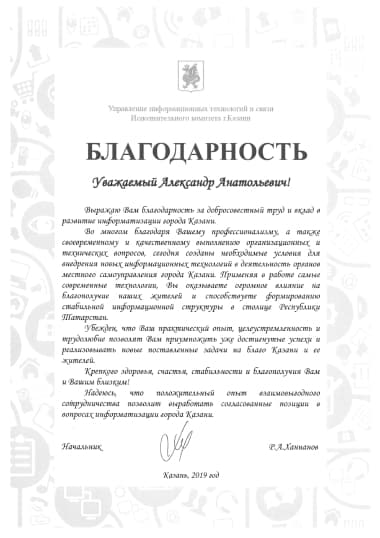 Управление информационных технологий и связи
Исполнительного комитета г.Казани
БЛАГОДАРНОСТЬ
Уважаемый Александр Анатольевич!
Выражаю Вам благодарность за добросовестный труд и вклад в
развитие информатизации города Казани.
Во многом благодаря Вашему профессионализму, а также
своевременному и качественному выполнению организационных и
технических вопросов, сегодня созданы необходимые условия для
внедрения новых информационных технологий в деятельность органов
местного самоуправления города Казани. Применяя в работе самые
современные технологии, Вы оказываете огромное влияние на
благополучие наших жителей и способствуете формированию
стабильной информационной структуры в столице Республики
Татарстан.
Убежден, что Ваш практический опыт, целеустремленность и
трудолюбие позволят Вам приумножить уже достигнутые успехи и
реализовывать новые поставленные задачи на благо Казани и ее
жителей.
Крепкого здоровья, счастья, стабильности и благополучия Вам
и Вашим близким!
Надеюсь, что положительный опыт взаимовыгодного
сотрудничества позволит выработать согласованные позиции в
вопросах информатизации города Казани.
Начальник Р.А.Ханнанов
Казань, 2019 год